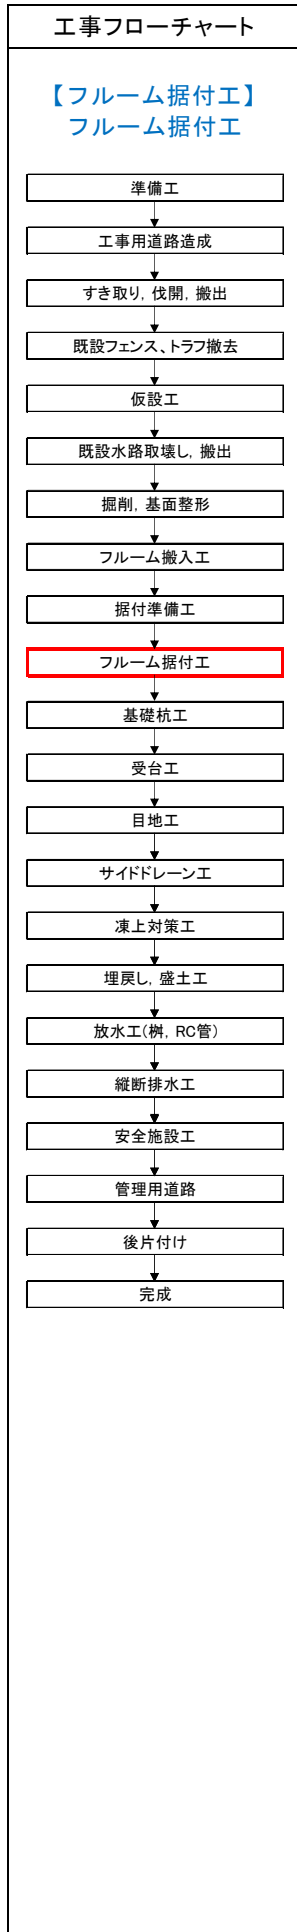 工事フローチャート
【フルーム据付工】
フルーム据付工
準備工
工事用道路造成
すき取り, 伐開, 搬出
既設フェンス、トラフ撤去
仮設工
既設水路取壊し, 搬出
掘削, 基面整形
フルーム搬入工
据付準備工
フルーム据付工
基礎杭工
受台工
目地工
サイドドレーン工
凍上対策工
埋戻し, 盛土工
放水工(桝, RC管)
縦断排水工
安全施設工
管理用道路
後片付け
完成